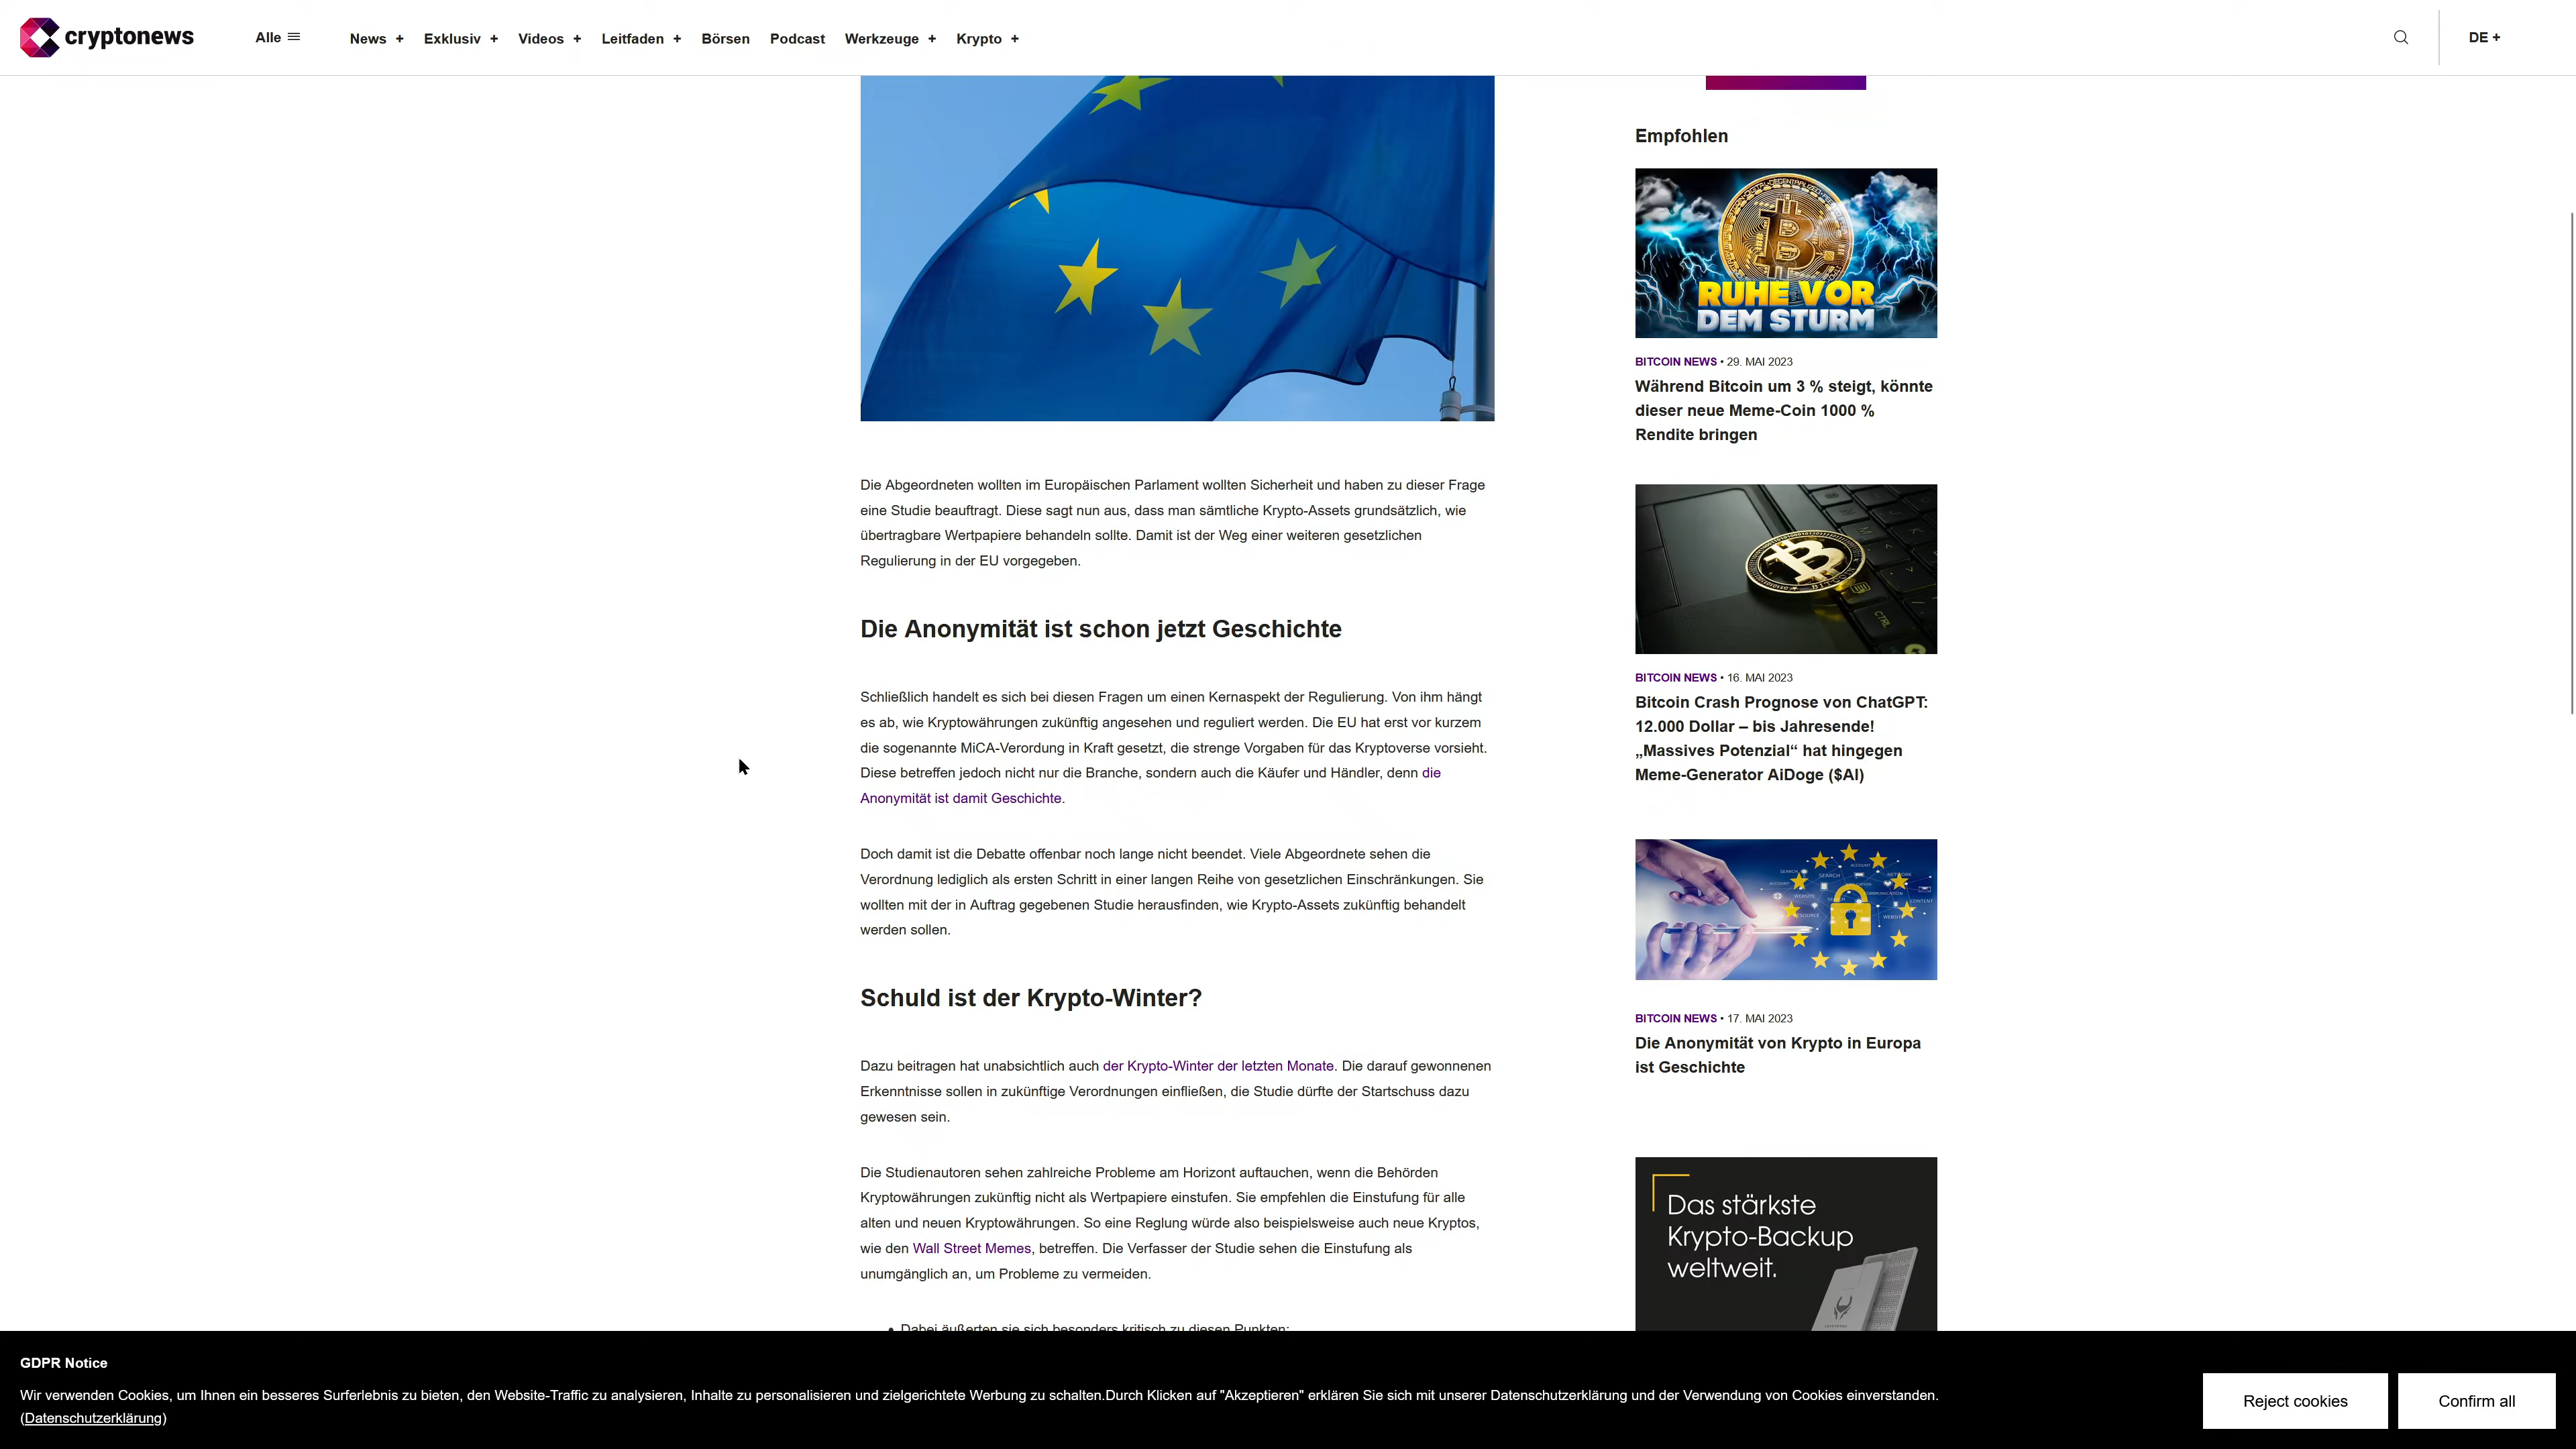 cryptonews
Alle
News +
Exklusiv +
Videos +
Leitfaden +
Börsen
Podcast
Werkzeuge +
Krypto +
DE +
Die Abgeordneten wollten im Europäischen Parlament wollten Sicherheit und haben zu dieser Frage
eine Studie beauftragt. Diese sagt nun aus, dass man sämtliche Krypto-Assets grundsätzlich, wie
übertragbare Wertpapiere behandeln sollte. Damit ist der Weg einer weiteren gesetzlichen
Regulierung in der EU vorgegeben.
Die Anonymität ist schon jetzt Geschichte
Schließlich handelt es sich bei diesen Fragen um einen Kernaspekt der Regulierung. Von ihm hängt
es ab, wie Kryptowährungen zukünftig angesehen und reguliert werden. Die EU hat erst vor kurzem
die sogenannte MiCA-Verordung in Kraft gesetzt, die strenge Vorgaben für das Kryptoverse vorsieht.
Diese betreffen jedoch nicht nur die Branche, sondern auch die Käufer und Händler, denn die
Anonymität ist damit Geschichte.
Doch damit ist die Debatte offenbar noch lange nicht beendet. Viele Abgeordnete sehen die
Verordnung lediglich als ersten Schritt in einer langen Reihe von gesetzlichen Einschränkungen. Sie
wollten mit der in Auftrag gegebenen Studie herausfinden, wie Krypto-Assets zukünftig behandelt
werden sollen.
Schuld ist der Krypto-Winter?
Dazu beitragen hat unabsichtlich auch der Krypto-Winter der letzten Monate. Die darauf gewonnenen
Erkenntnisse sollen in zukünftige Verordnungen einfließen, die Studie dürfte der Startschuss dazu
gewesen sein.
Die Studienautoren sehen zahlreiche Probleme am Horizont auftauchen, wenn die Behörden
Kryptowährungen zukünftig nicht als Wertpapiere einstufen. Sie empfehlen die Einstufung für alle
alten und neuen Kryptowährungen. So eine Reglung würde also beispielsweise auch neue Kryptos,
wie den Wall Street Memes, betreffen. Die Verfasser der Studie sehen die Einstufung als
unumgänglich an, um Probleme zu vermeiden.
• Dabei äußerten sie sich besonders kritisch zu diesen Punkten:
Empfohlen
RUHE VOR
DEM STURM
BITCOIN NEWS • 29. MAI 2023
Während Bitcoin um 3 % steigt, könnte
dieser neue Meme-Coin 1000 %
Rendite bringen
CTRL
BITCOIN NEWS • 16. MAI 2023
Bitcoin Crash Prognose von ChatGPT:
12.000 Dollar – bis Jahresende!
„Massives Potenzial“ hat hingegen
Meme-Generator AiDoge ($AI)
SEARCH
ACCOUNT
NETWORK
CONTENT
WEBSITE
BITCOIN NEWS • 17. MAI 2023
Die Anonymität von Krypto in Europa
ist Geschichte
Das stärkste
Krypto-Backup
weltweit.
GDPR Notice
Wir verwenden Cookies, um Ihnen ein besseres Surferlebnis zu bieten, den Website-Traffic zu analysieren, Inhalte zu personalisieren und zielgerichtete Werbung zu schalten.Durch Klicken auf "Akzeptieren" erklären Sie sich mit unserer Datenschutzerklärung und der Verwendung von Cookies einverstanden.
(Datenschutzerklärung)
Reject cookies
Confirm all